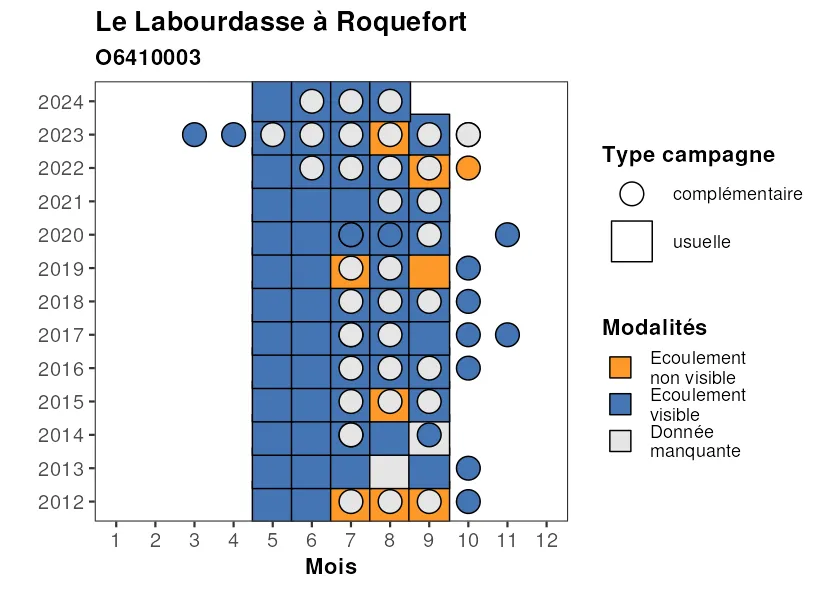 Le Labourdasse à Roquefort
O6410003
2024
2023
2022
2021
2020
2019
2018
2017
2016
2015
2014
2013
2012
1 2 3 4 5 6 7 8 9 10 11 12
Mois
Type campagne
complémentaire
usuelle
Modalités
Ecoulement
non visible
Ecoulement
visible
Donnée
manquante